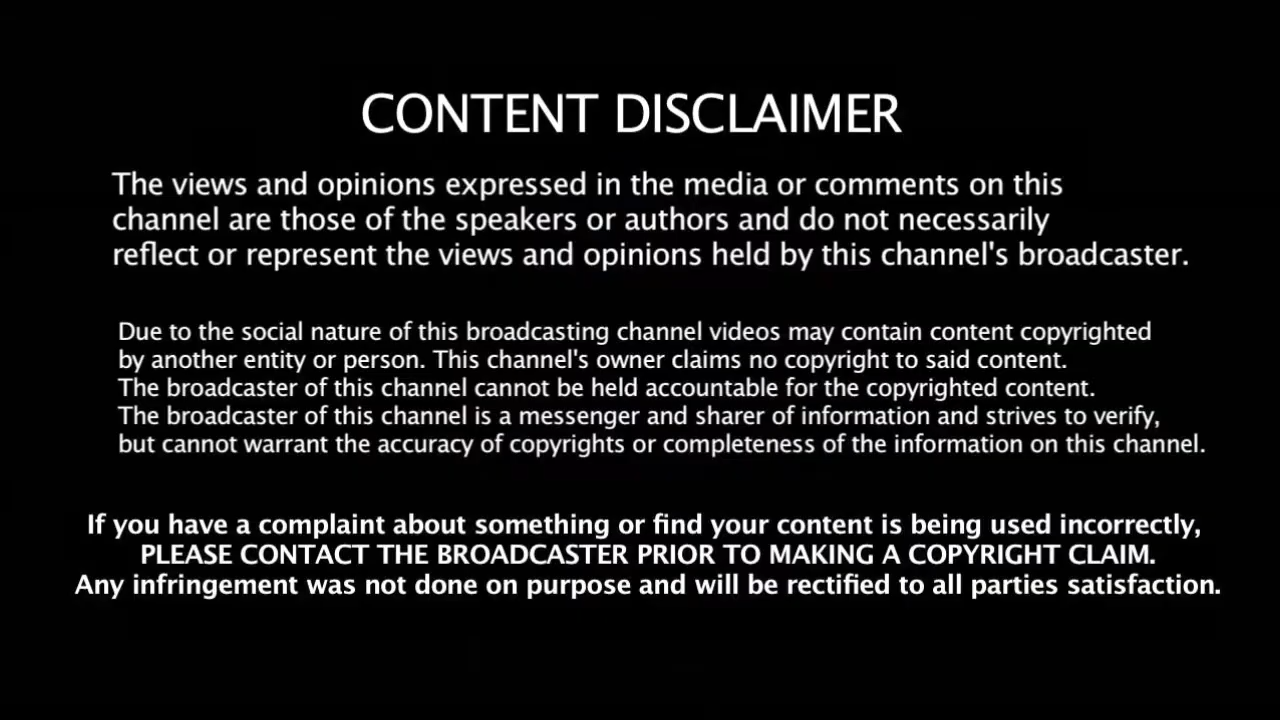 CONTENT DISCLAIMER
The views and opinions expressed in the media or comments on this
channel are those of the speakers or authors and do not necessarily
reflect or represent the views and opinions held by this channel's broadcaster.
Due to the social nature of this broadcasting channel videos may contain content copyrighted
by another entity or person. This channel's owner claims no copyright to said content.
The broadcaster of this channel cannot be held accountable for the copyrighted content.
The broadcaster of this channel is a messenger and sharer of information and strives to verify,
but cannot warrant the accuracy of copyrights or completeness of the information on this channel.
If you have a complaint about something or find your content is being used incorrectly,
PLEASE CONTACT THE BROADCASTER PRIOR TO MAKING A COPYRIGHT CLAIM.
Any infringement was not done on purpose and will be rectified to all parties satisfaction.